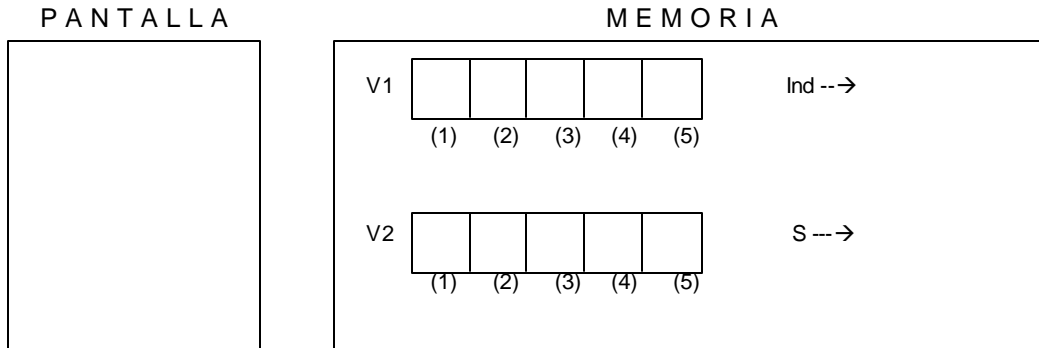 P A N T A L L A    M E M O R I A
V1    Ind --→
(1) (2) (3) (4) (5)
V2    S ---→
(1) (2) (3) (4) (5)